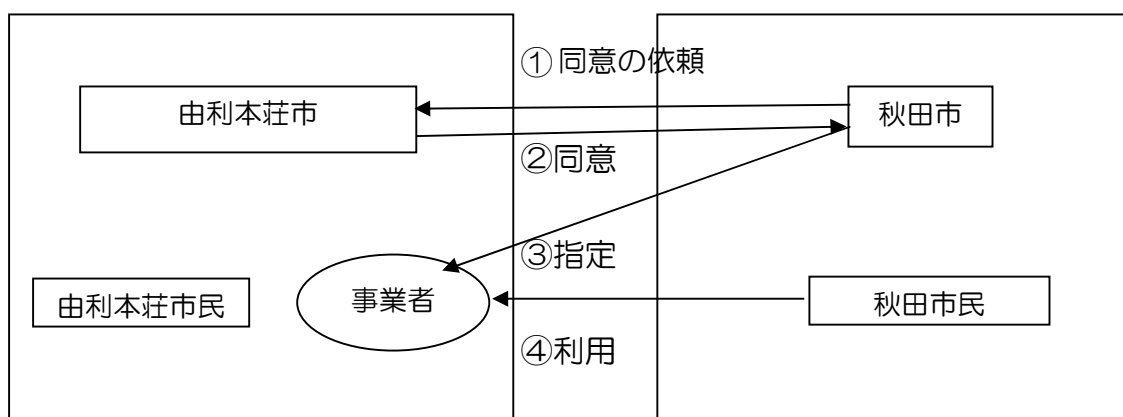 ①同意の依頼
由利本荘市
秋田市
②同意
③指定
由利本荘市民
事業者
秋田市民
④利用